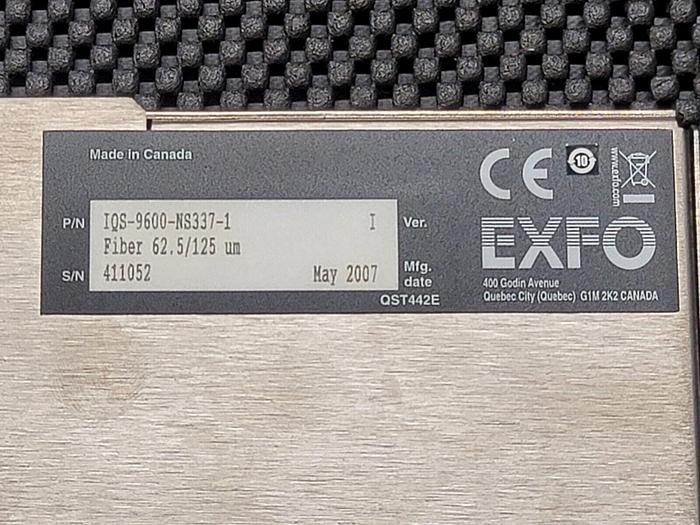 Made in Canada
P/N IQS-9600-NS337-1 I Ver.
Fiber 62.5/125 um
S/N 411052 May 2007 Mfg. date
QST442E
CE
10
www.exfo.com
EXFO
400 Godin Avenue
Quebec City (Quebec) G1M 2K2 CANADA